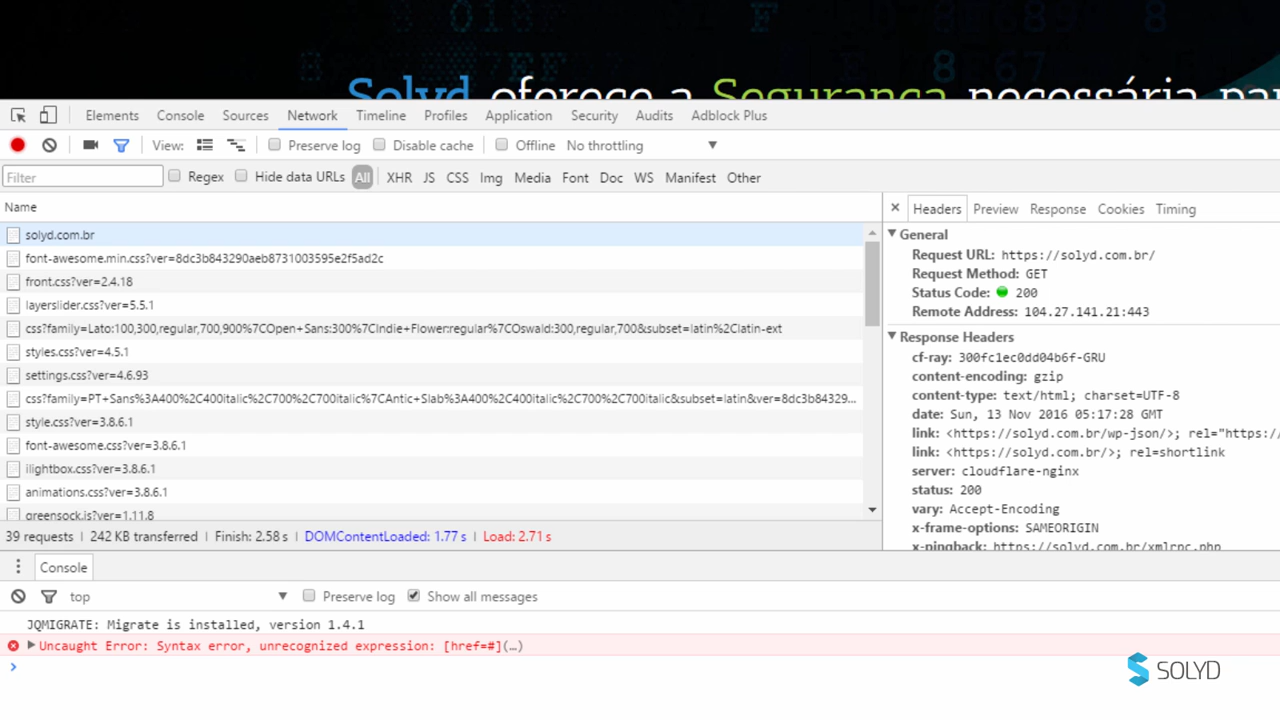 Solyd oferece a Segurança necessária par
Elements Console Sources Network Timeline Profiles Application Security Audits Adblock Plus
View: Preserve log Disable cache Offline No throttling
Filter Regex Hide data URLs All XHR JS CSS Img Media Font Doc WS Manifest Other
Name
solyd.com.br
font-awesome.min.css?ver=8dc3b843290aeb8731003595e2f5ad2c
front.css?ver=2.4.18
layerslider.css?ver=5.5.1
css?family=Lato:100,300,regular,700,900%7COpen+Sans:300%7CIndie+Flower:regular%7COswald:300,regular,700&subset=latin%2Clatin-ext
styles.css?ver=4.5.1
settings.css?ver=4.6.93
css?family=PT+Sans%3A400%2C400italic%2C700%2C700italic%7CAntic+Slab%3A400%2C400italic%2C700%2C700italic&subset=latin&ver=8dc3b84329...
style.css?ver=3.8.6.1
font-awesome.css?ver=3.8.6.1
ilightbox.css?ver=3.8.6.1
animations.css?ver=3.8.6.1
greensock.js?ver=1.11.8
39 requests | 242 KB transferred | Finish: 2.58 s | DOMContentLoaded: 1.77 s | Load: 2.71 s
× Headers Preview Response Cookies Timing
General
Request URL: https://solyd.com.br/
Request Method: GET
Status Code: 200
Remote Address: 104.27.141.21:443
Response Headers
cf-ray: 300fc1ec0dd04b6f-GRU
content-encoding: gzip
content-type: text/html; charset=UTF-8
date: Sun, 13 Nov 2016 05:17:28 GMT
link: <https://solyd.com.br/wp-json/>; rel="https:/
link: <https://solyd.com.br/>; rel=shortlink
server: cloudflare-nginx
status: 200
vary: Accept-Encoding
x-frame-options: SAMEORIGIN
x-pingback: https://solyd.com.br/xmlrpc.php
Console
top Preserve log Show all messages
JQMIGRATE: Migrate is installed, version 1.4.1
Uncaught Error: Syntax error, unrecognized expression: [href=#](…)
SOLYD